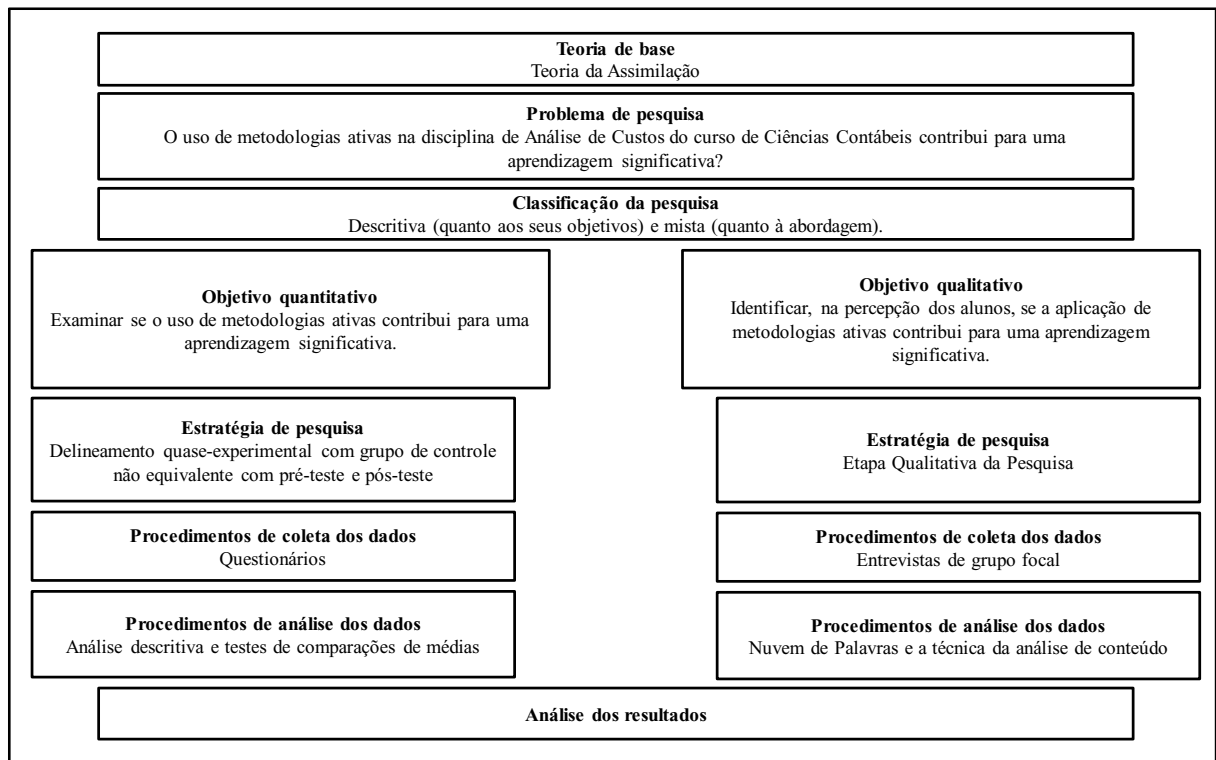 Teoria de base
Teoria da Assimilação
Problema de pesquisa
O uso de metodologias ativas na disciplina de Análise de Custos do curso de Ciências Contábeis contribui para uma
aprendizagem significativa?
Classificação da pesquisa
Descritiva (quanto aos seus objetivos) e mista (quanto à abordagem).
Objetivo quantitativo
Examinar se o uso de metodologias ativas contribui para uma
aprendizagem significativa.
Objetivo qualitativo
Identificar, na percepção dos alunos, se a aplicação de
metodologias ativas contribui para uma aprendizagem
significativa.
Estratégia de pesquisa
Delineamento quase-experimental com grupo de controle
não equivalente com pré-teste e pós-teste
Estratégia de pesquisa
Etapa Qualitativa da Pesquisa
Procedimentos de coleta dos dados
Questionários
Procedimentos de coleta dos dados
Entrevistas de grupo focal
Procedimentos de análise dos dados
Análise descritiva e testes de comparações de médias
Procedimentos de análise dos dados
Nuvem de Palavras e a técnica da análise de conteúdo
Análise dos resultados